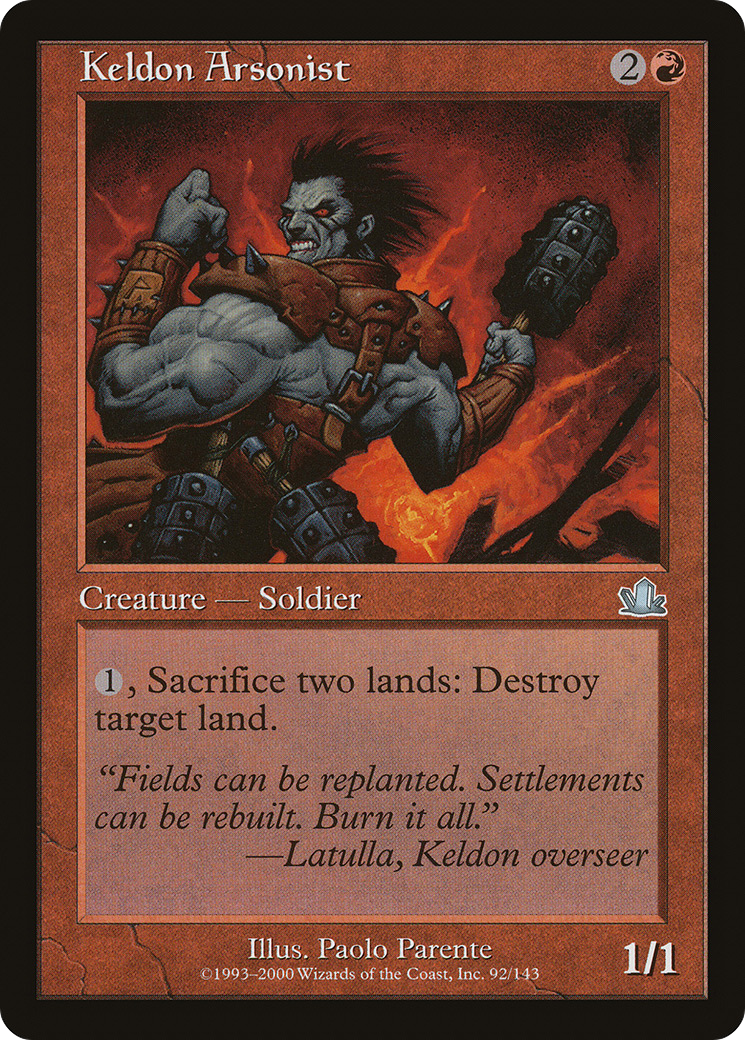 Keldon Arsonist
2
Creature — Soldier
1, Sacrifice two lands: Destroy
target land.
“Fields can be replanted. Settlements
can be rebuilt. Burn it all.”
—Latulla, Keldon overseer
Illus. Paolo Parente
©1993–2000 Wizards of the Coast, Inc. 92/143
1/1